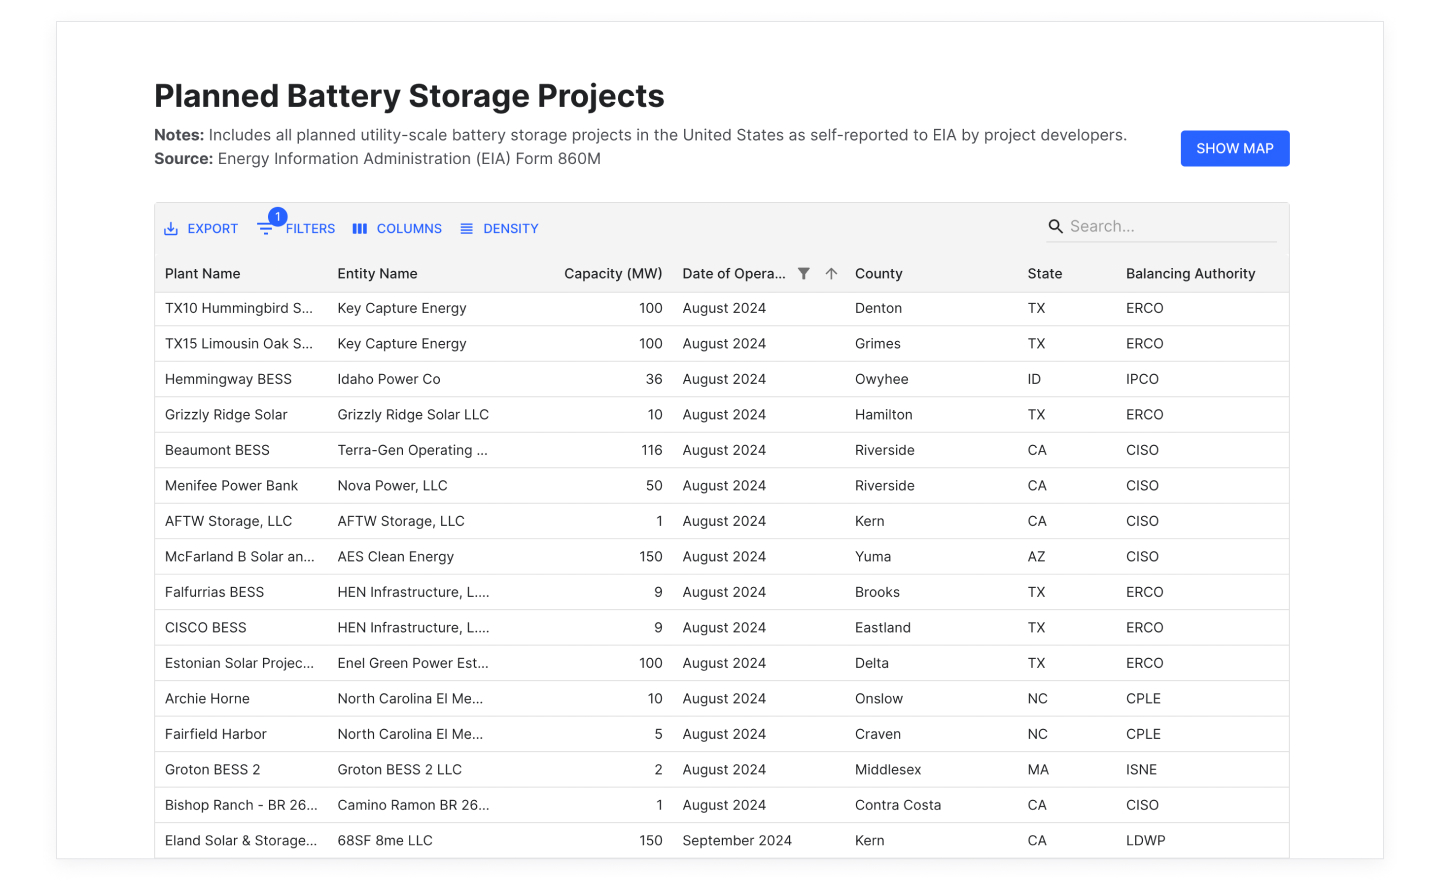 Planned Battery Storage Projects
Notes: Includes all planned utility-scale battery storage projects in the United States as self-reported to EIA by project developers.
Source: Energy Information Administration (EIA) Form 860M
SHOW MAP
EXPORT 1 FILTERS COLUMNS DENSITY Search...
Plant Name Entity Name Capacity (MW) Date of Opera... County State Balancing Authority
TX10 Hummingbird S... Key Capture Energy 100 August 2024 Denton TX ERCO
TX15 Limousin Oak S... Key Capture Energy 100 August 2024 Grimes TX ERCO
Hemmingway BESS Idaho Power Co 36 August 2024 Owyhee ID IPCO
Grizzly Ridge Solar Grizzly Ridge Solar LLC 10 August 2024 Hamilton TX ERCO
Beaumont BESS Terra-Gen Operating ... 116 August 2024 Riverside CA CISO
Menifee Power Bank Nova Power, LLC 50 August 2024 Riverside CA CISO
AFTW Storage, LLC AFTW Storage, LLC 1 August 2024 Kern CA CISO
McFarland B Solar an... AES Clean Energy 150 August 2024 Yuma AZ CISO
Falfurrias BESS HEN Infrastructure, L.... 9 August 2024 Brooks TX ERCO
CISCO BESS HEN Infrastructure, L.... 9 August 2024 Eastland TX ERCO
Estonian Solar Projec... Enel Green Power Est... 100 August 2024 Delta TX ERCO
Archie Horne North Carolina El Me... 10 August 2024 Onslow NC CPLE
Fairfield Harbor North Carolina El Me... 5 August 2024 Craven NC CPLE
Groton BESS 2 Groton BESS 2 LLC 2 August 2024 Middlesex MA ISNE
Bishop Ranch - BR 26... Camino Ramon BR 26... 1 August 2024 Contra Costa CA CISO
Eland Solar & Storage... 68SF 8me LLC 150 September 2024 Kern CA LDWP